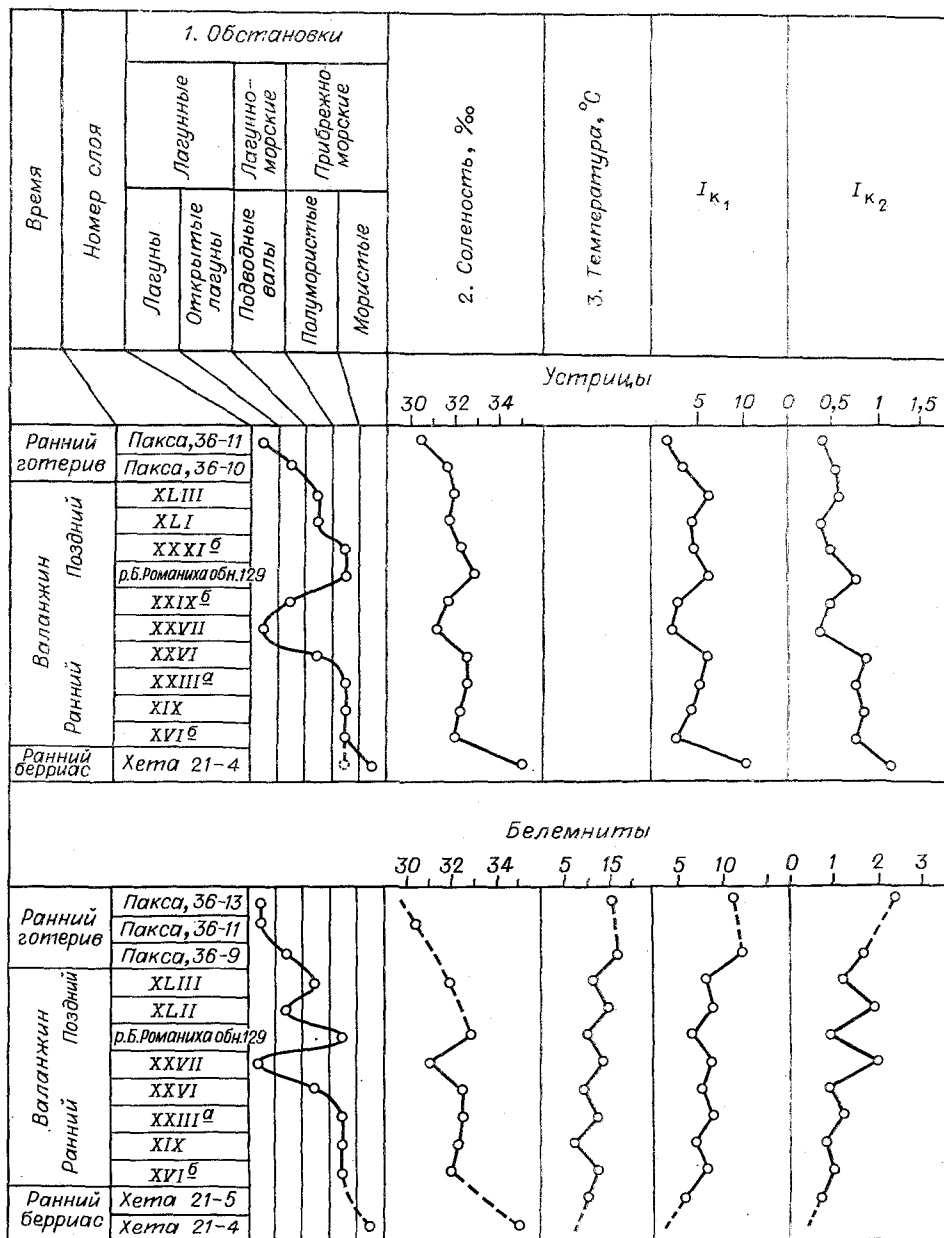 1. Обстановки
Время
Номер слоя
Лагунные
Лагунно-
морские
Прибрежно-
морские
Лагуны
Открытые
лагуны
Подводные
валы
Полумористые
Мористые
2. Соленость, ‰
3. Температура, °С
I к1
I к2
Устрицы
30 32 34 5 10 0 0,5 1 1,5
Ранний
готерив
Пакса, 36-11
Пакса, 36-10
Валанжин
Поздний
XLIII
XLI
XXXI б
р.Б.Романиха обн.129
XXIX б
XXVII
Ранний
XXVI
XXIII а
XIX
XVI б
Ранний
берриас
Хета 21-4
Белемниты
30 32 34 5 15 5 10 0 1 2 3
Ранний
готерив
Пакса, 36-13
Пакса, 36-11
Пакса, 36-9
Валанжин
Поздний
XLIII
XLII
р.Б.Романиха обн.129
XXVII
Ранний
XXVI
XXIII а
XIX
XVI б
Ранний
берриас
Хета 21-5
Хета 21-4